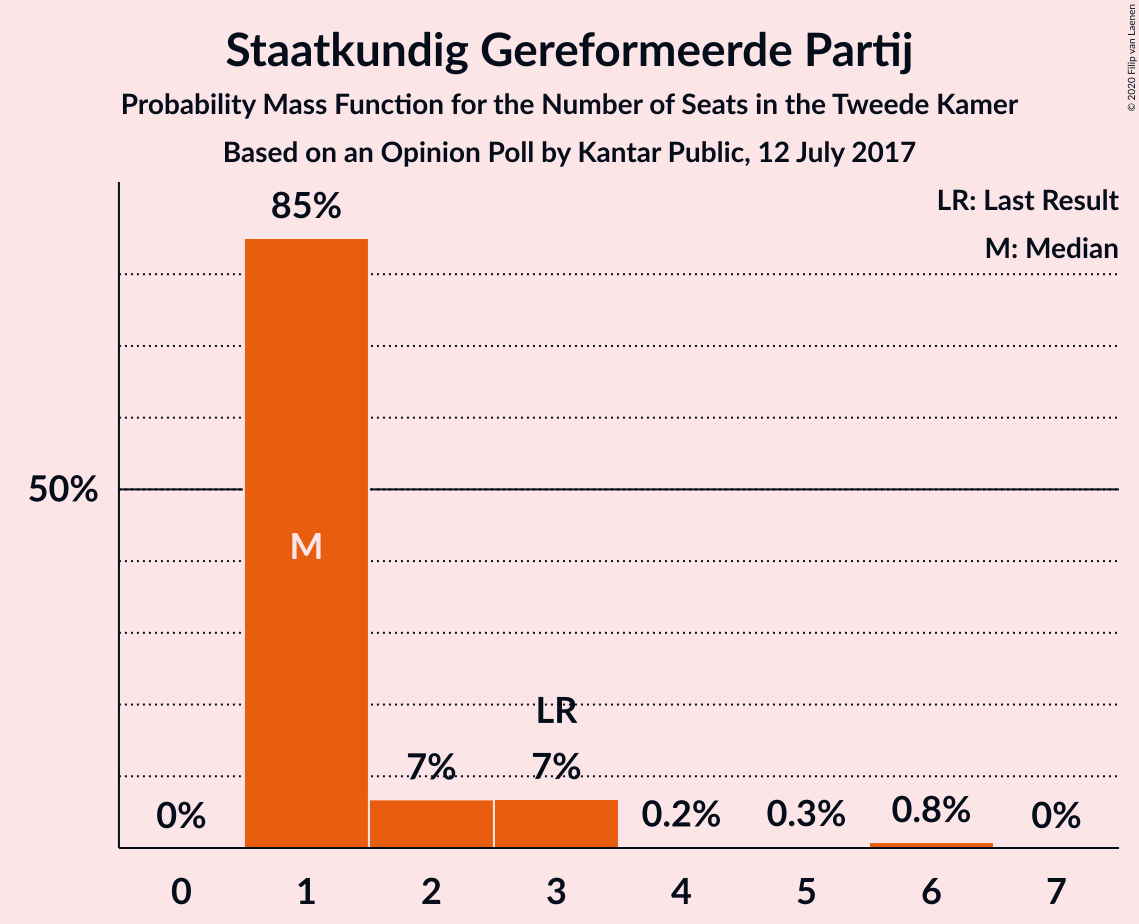 Staatkundig Gereformeerde Partij
Probability Mass Function for the Number of Seats in the Tweede Kamer
Based on an Opinion Poll by Kantar Public, 12 July 2017
© 2020 Filip van Laenen
LR: Last Result
M: Median
85%
50%
M
LR
0%
7%
7%
0.2%
0.3%
0.8%
0%
0
1
2
3
4
5
6
7